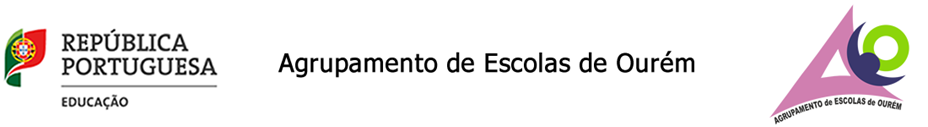 REPÚBLICA
PORTUGUESA
EDUCAÇÃO
Agrupamento de Escolas de Ourém
AGRUPAMENTO de ESCOLAS de OURÉM